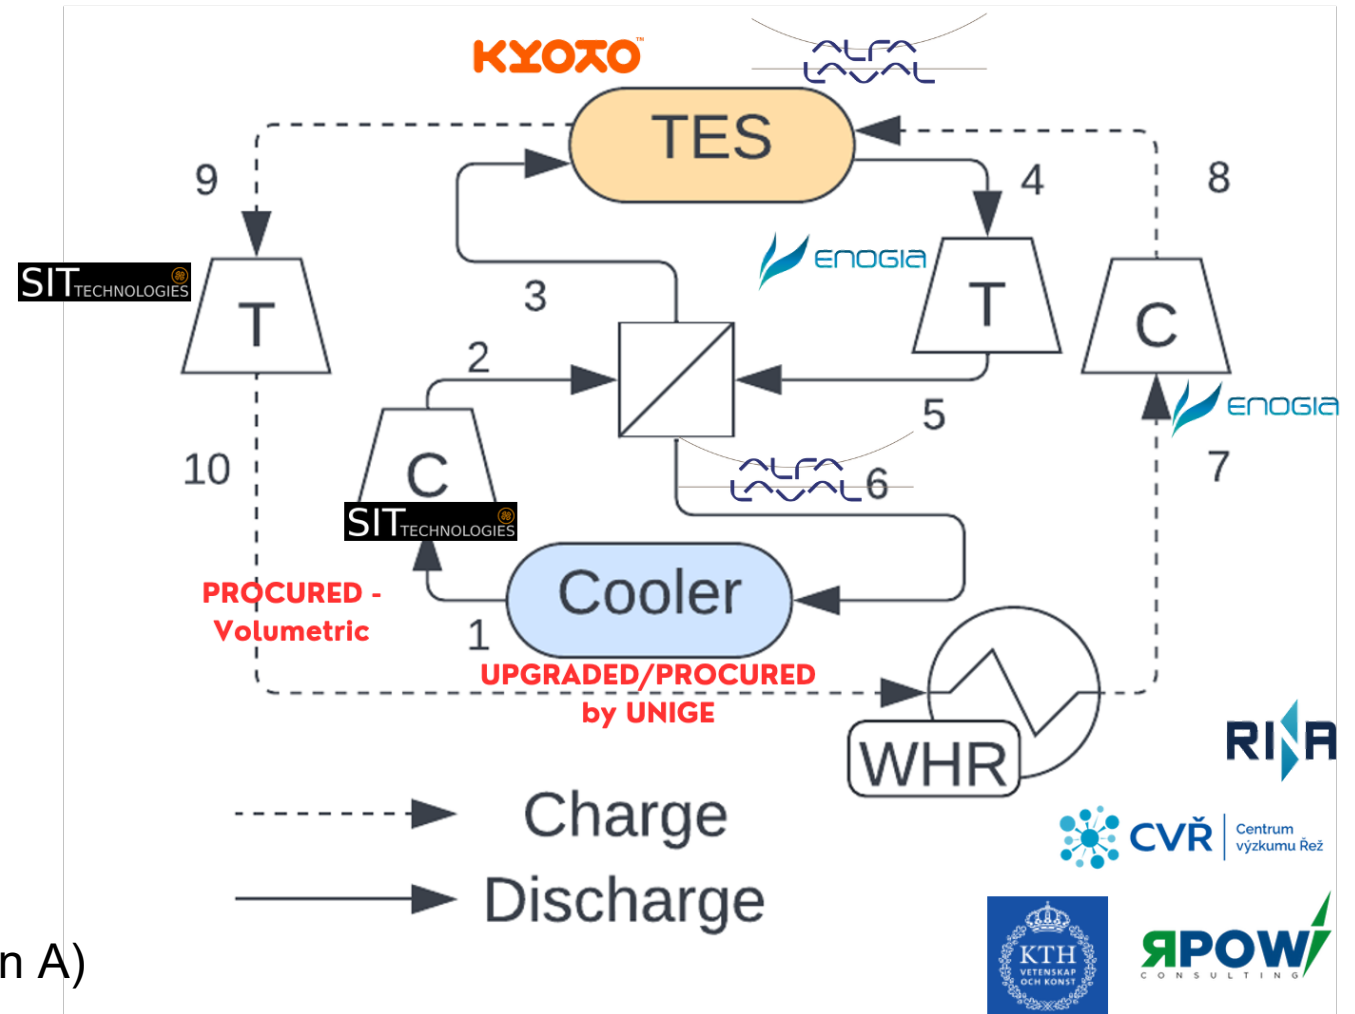 KYOTO™
ALFA
LAVAL
TES
9
4
8
SIT TECHNOLOGIES
T
ENOGIA
T
C
3
2
5
ENOGIA
10
C
ALFA
LAVAL
6
7
SIT TECHNOLOGIES
PROCURED -
Volumetric
1
Cooler
UPGRADED/PROCURED
by UNIGE
WHR
RINA
Charge
CVŘ
Centrum
výzkumu Řež
Discharge
KTH
VETENSKAP
OCH KONST
RPOW
CONSULTING
n A)